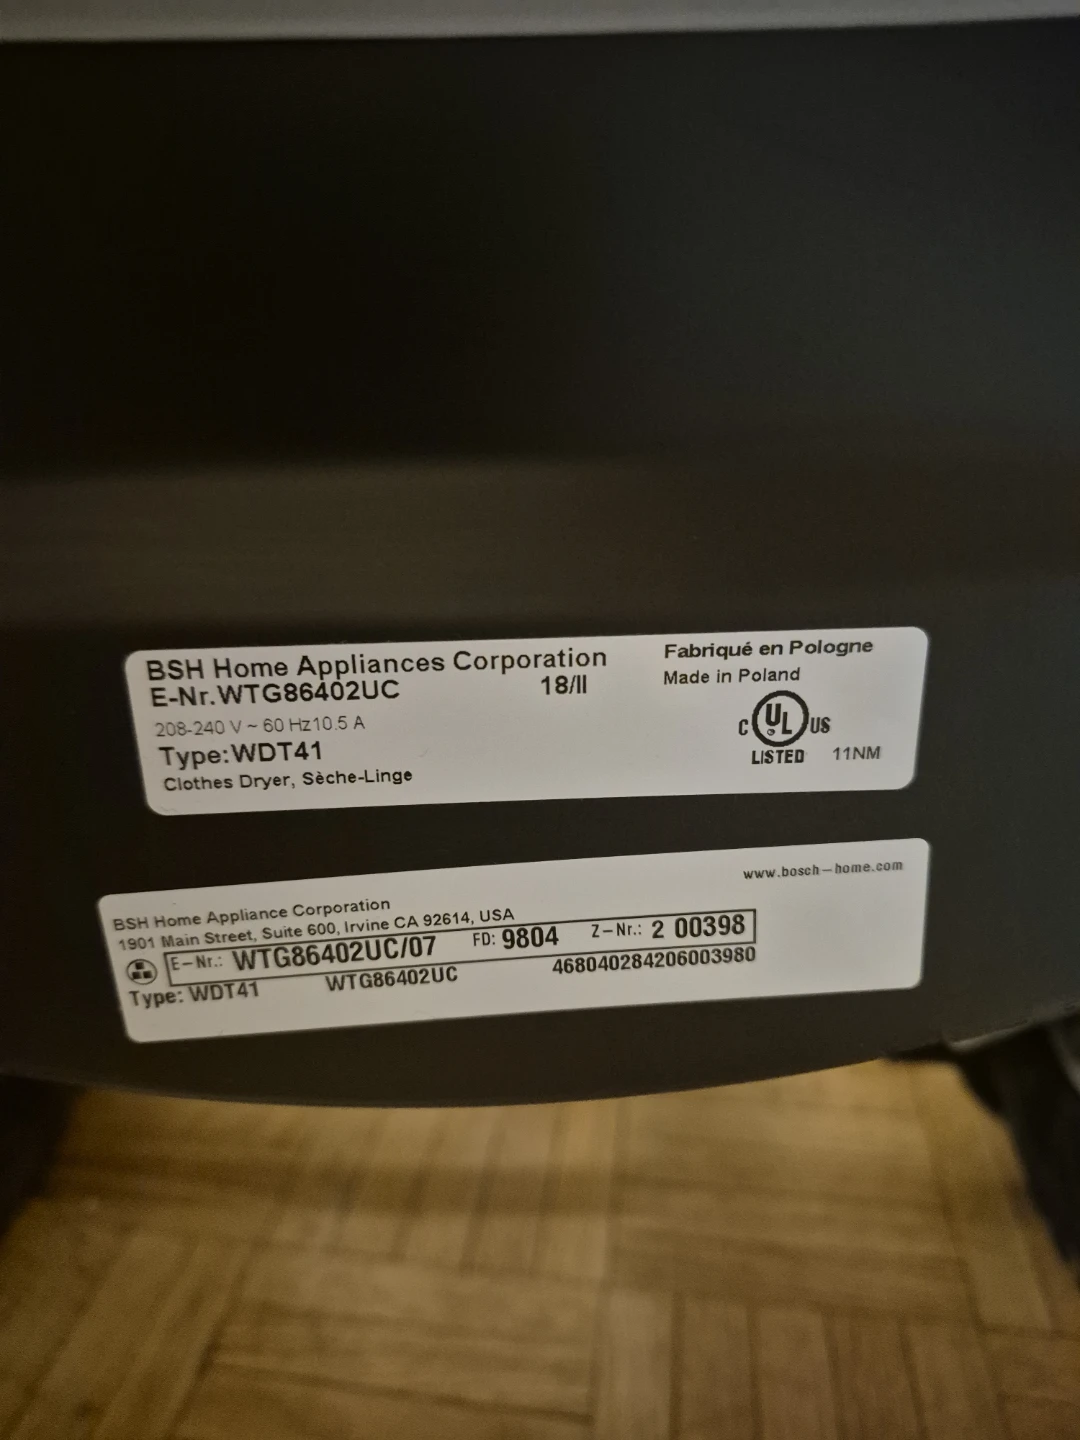 BSH Home Appliances Corporation
E-Nr.WTG86402UC 18/II
208-240 V ~ 60 Hz 10.5 A
Type:WDT41
Clothes Dryer, Sèche-Linge
Fabriqué en Pologne
Made in Poland
C UL US
LISTED 11NM
www.bosch-home.com
BSH Home Appliance Corporation
1901 Main Street, Suite 600, Irvine CA 92614, USA
E-Nr.: WTG86402UC/07 FD: 9804 Z-Nr.: 2 00398
Type: WDT41 WTG86402UC 468040284206003980